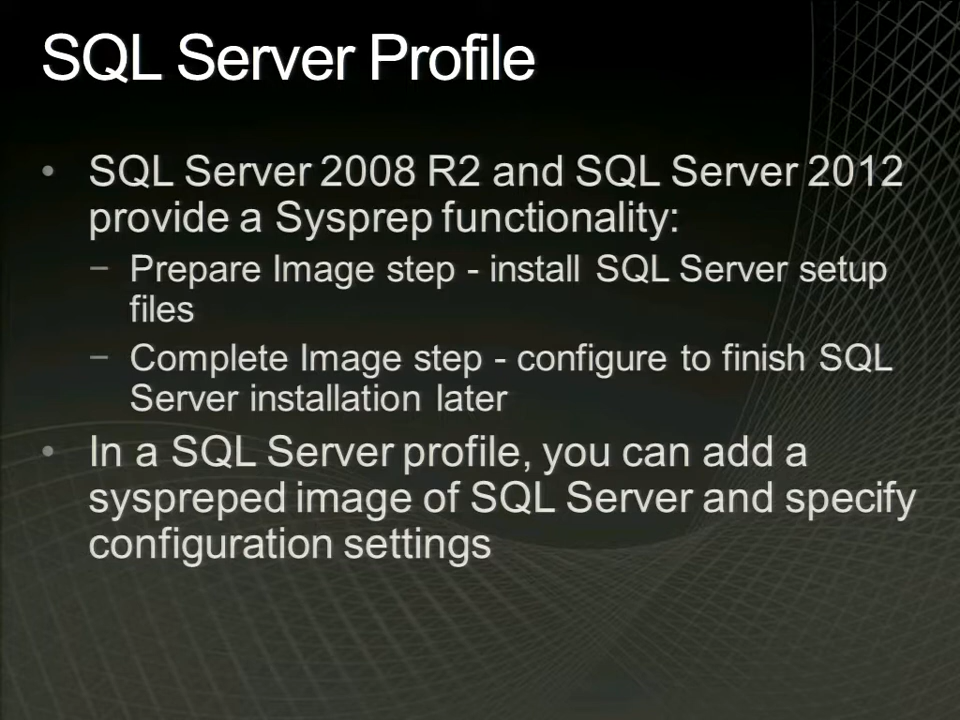 SQL Server Profile
• SQL Server 2008 R2 and SQL Server 2012
provide a Sysprep functionality:
− Prepare Image step - install SQL Server setup
files
− Complete Image step - configure to finish SQL
Server installation later
• In a SQL Server profile, you can add a
syspreped image of SQL Server and specify
configuration settings